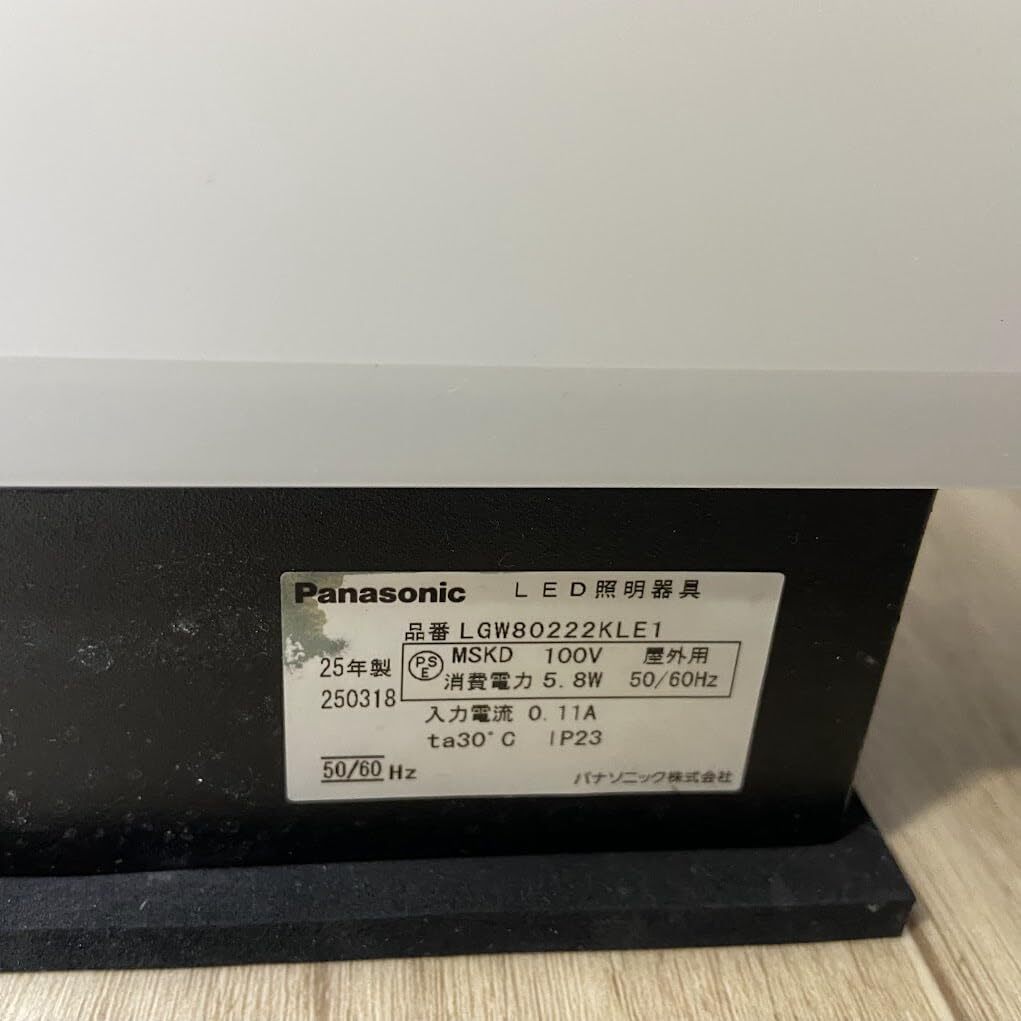 Panasonic LED照明器具
品番 LGW80222KLE1
25年製
250318
PSE MSKD 100V 屋外用
消費電力 5.8W 50/60Hz
入力電流 0.11A
ta30°C IP23
50/60 Hz
パナソニック株式会社